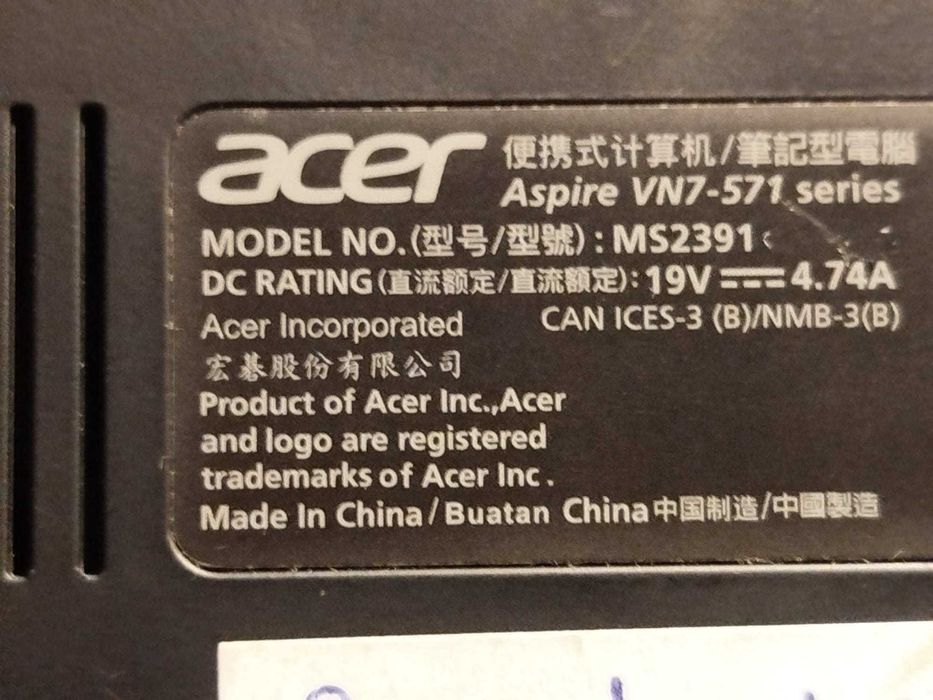 acer 便携式计算机/筆記型電腦
Aspire VN7-571 series
MODEL NO.(型号/型號) : MS2391
DC RATING(直流额定/直流額定): 19V ⎓ 4.74A
Acer Incorporated CAN ICES-3 (B)/NMB-3(B)
宏碁股份有限公司
Product of Acer Inc.,Acer
and logo are registered
trademarks of Acer Inc .
Made In China/Buatan China中国制造/中國製造